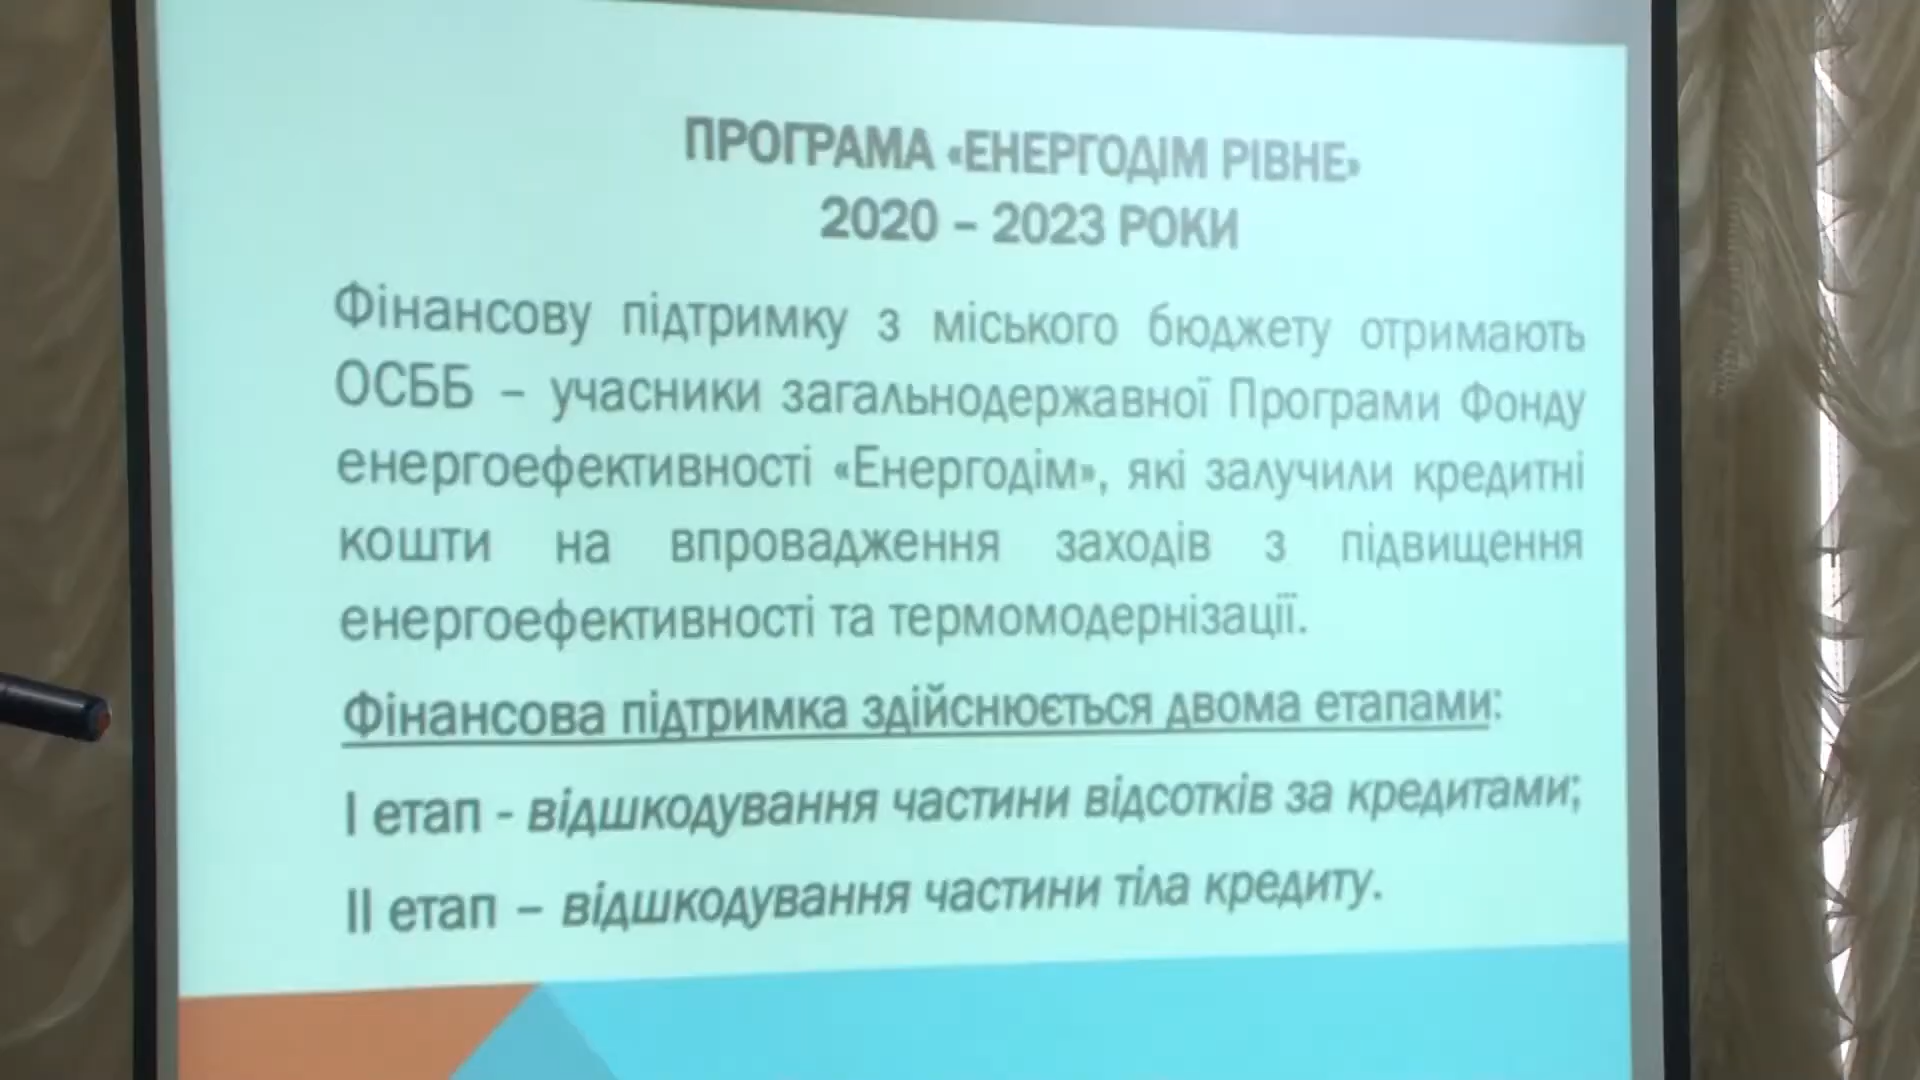 ПРОГРАМА «ЕНЕРГОДІМ РІВНЕ»
2020 – 2023 РОКИ
Фінансову підтримку з міського бюджету отримають
ОСББ – учасники загальнодержавної Програми Фонду
енергоефективності «Енергодім», які залучили кредитні
кошти на впровадження заходів з підвищення
енергоефективності та термомодернізації.
Фінансова підтримка здійснюється двома етапами:
І етап - відшкодування частини відсотків за кредитами;
ІІ етап – відшкодування частини тіла кредиту.